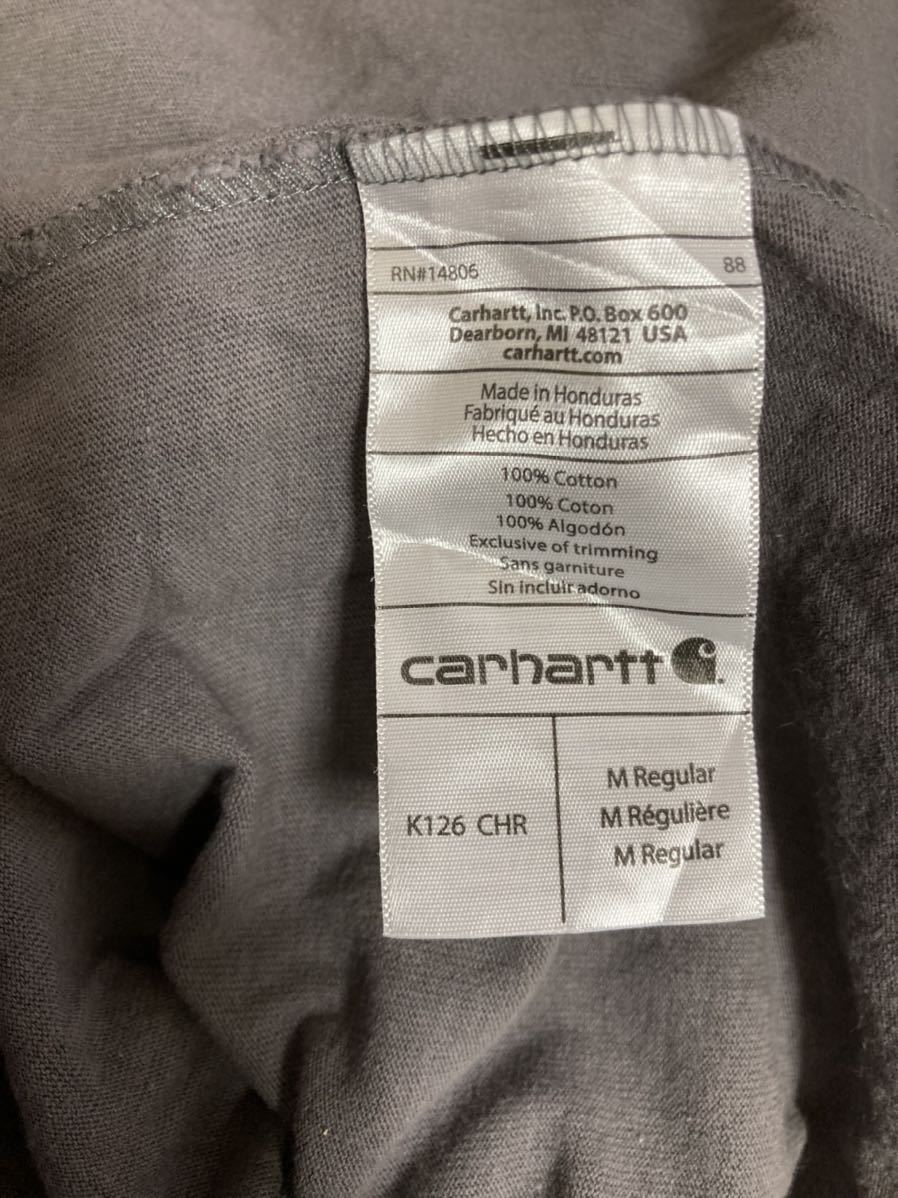 RN#14806 88
Carhartt, Inc. P.O. Box 600
Dearborn, MI 48121 USA
carhartt.com
Made in Honduras
Fabriqué au Honduras
Hecho en Honduras
100% Cotton
100% Coton
100% Algodón
Exclusive of trimming
Sans garniture
Sin incluir adorno
carhartt
K126 CHR
M Regular
M Régulière
M Regular